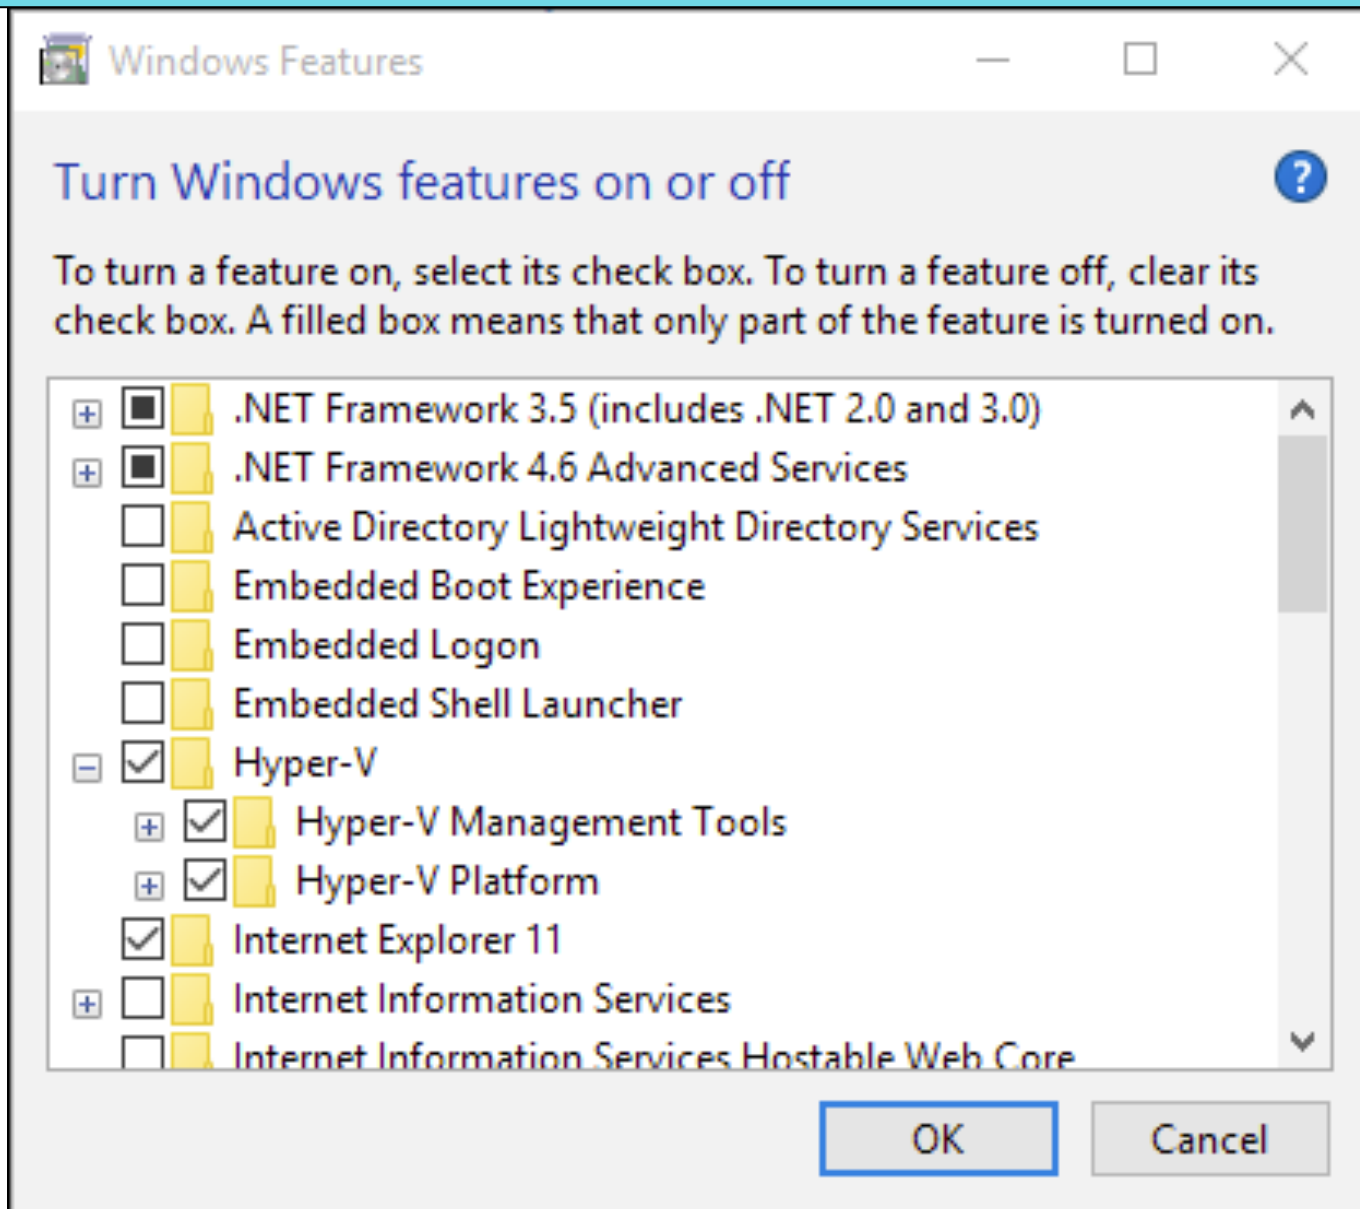 Windows Features
Turn Windows features on or off
?
To turn a feature on, select its check box. To turn a feature off, clear its
check box. A filled box means that only part of the feature is turned on.
.NET Framework 3.5 (includes .NET 2.0 and 3.0)
.NET Framework 4.6 Advanced Services
Active Directory Lightweight Directory Services
Embedded Boot Experience
Embedded Logon
Embedded Shell Launcher
Hyper-V
Hyper-V Management Tools
Hyper-V Platform
Internet Explorer 11
Internet Information Services
Internet Information Services Hostable Web Core
OK
Cancel